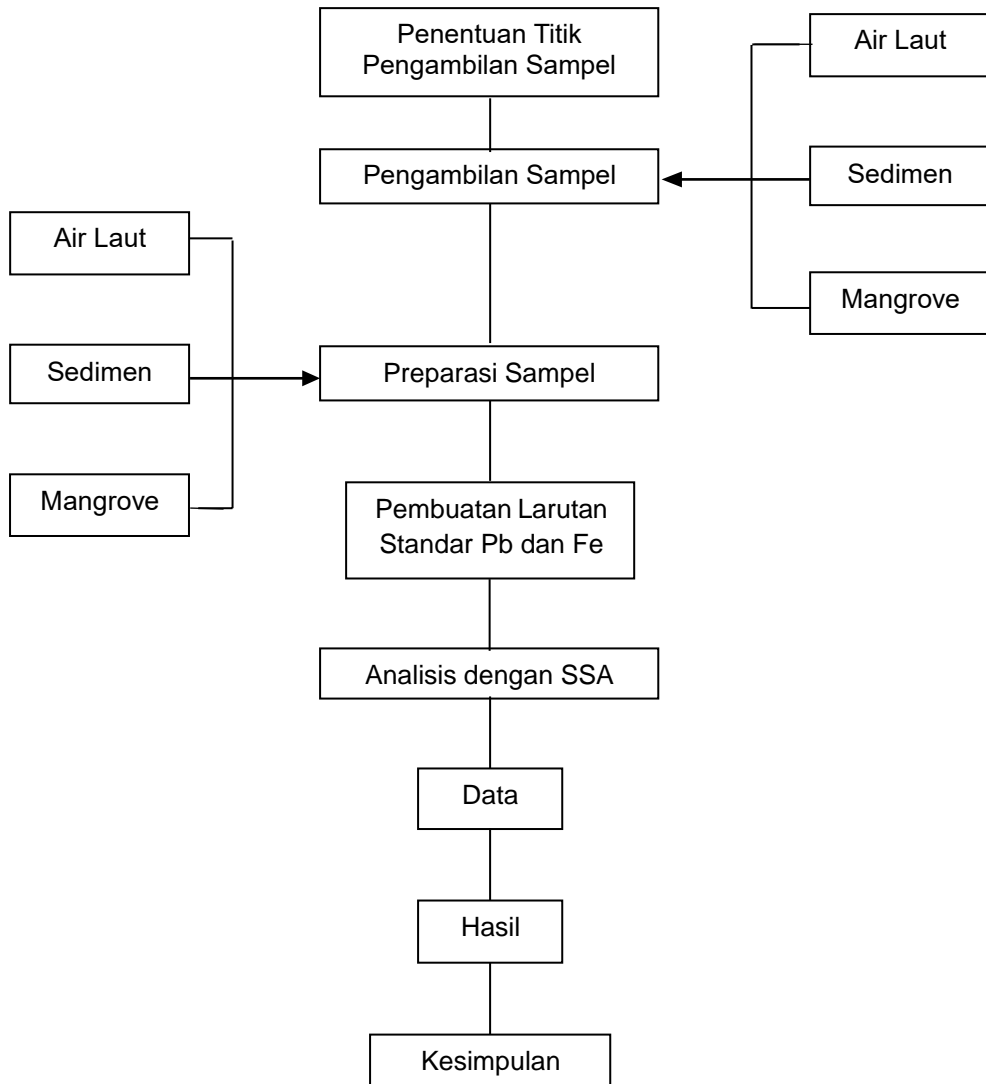 Penentuan Titik
Pengambilan Sampel
Air Laut
Pengambilan Sampel
Sedimen
Mangrove
Air Laut
Sedimen
Preparasi Sampel
Mangrove
Pembuatan Larutan
Standar Pb dan Fe
Analisis dengan SSA
Data
Hasil
Kesimpulan